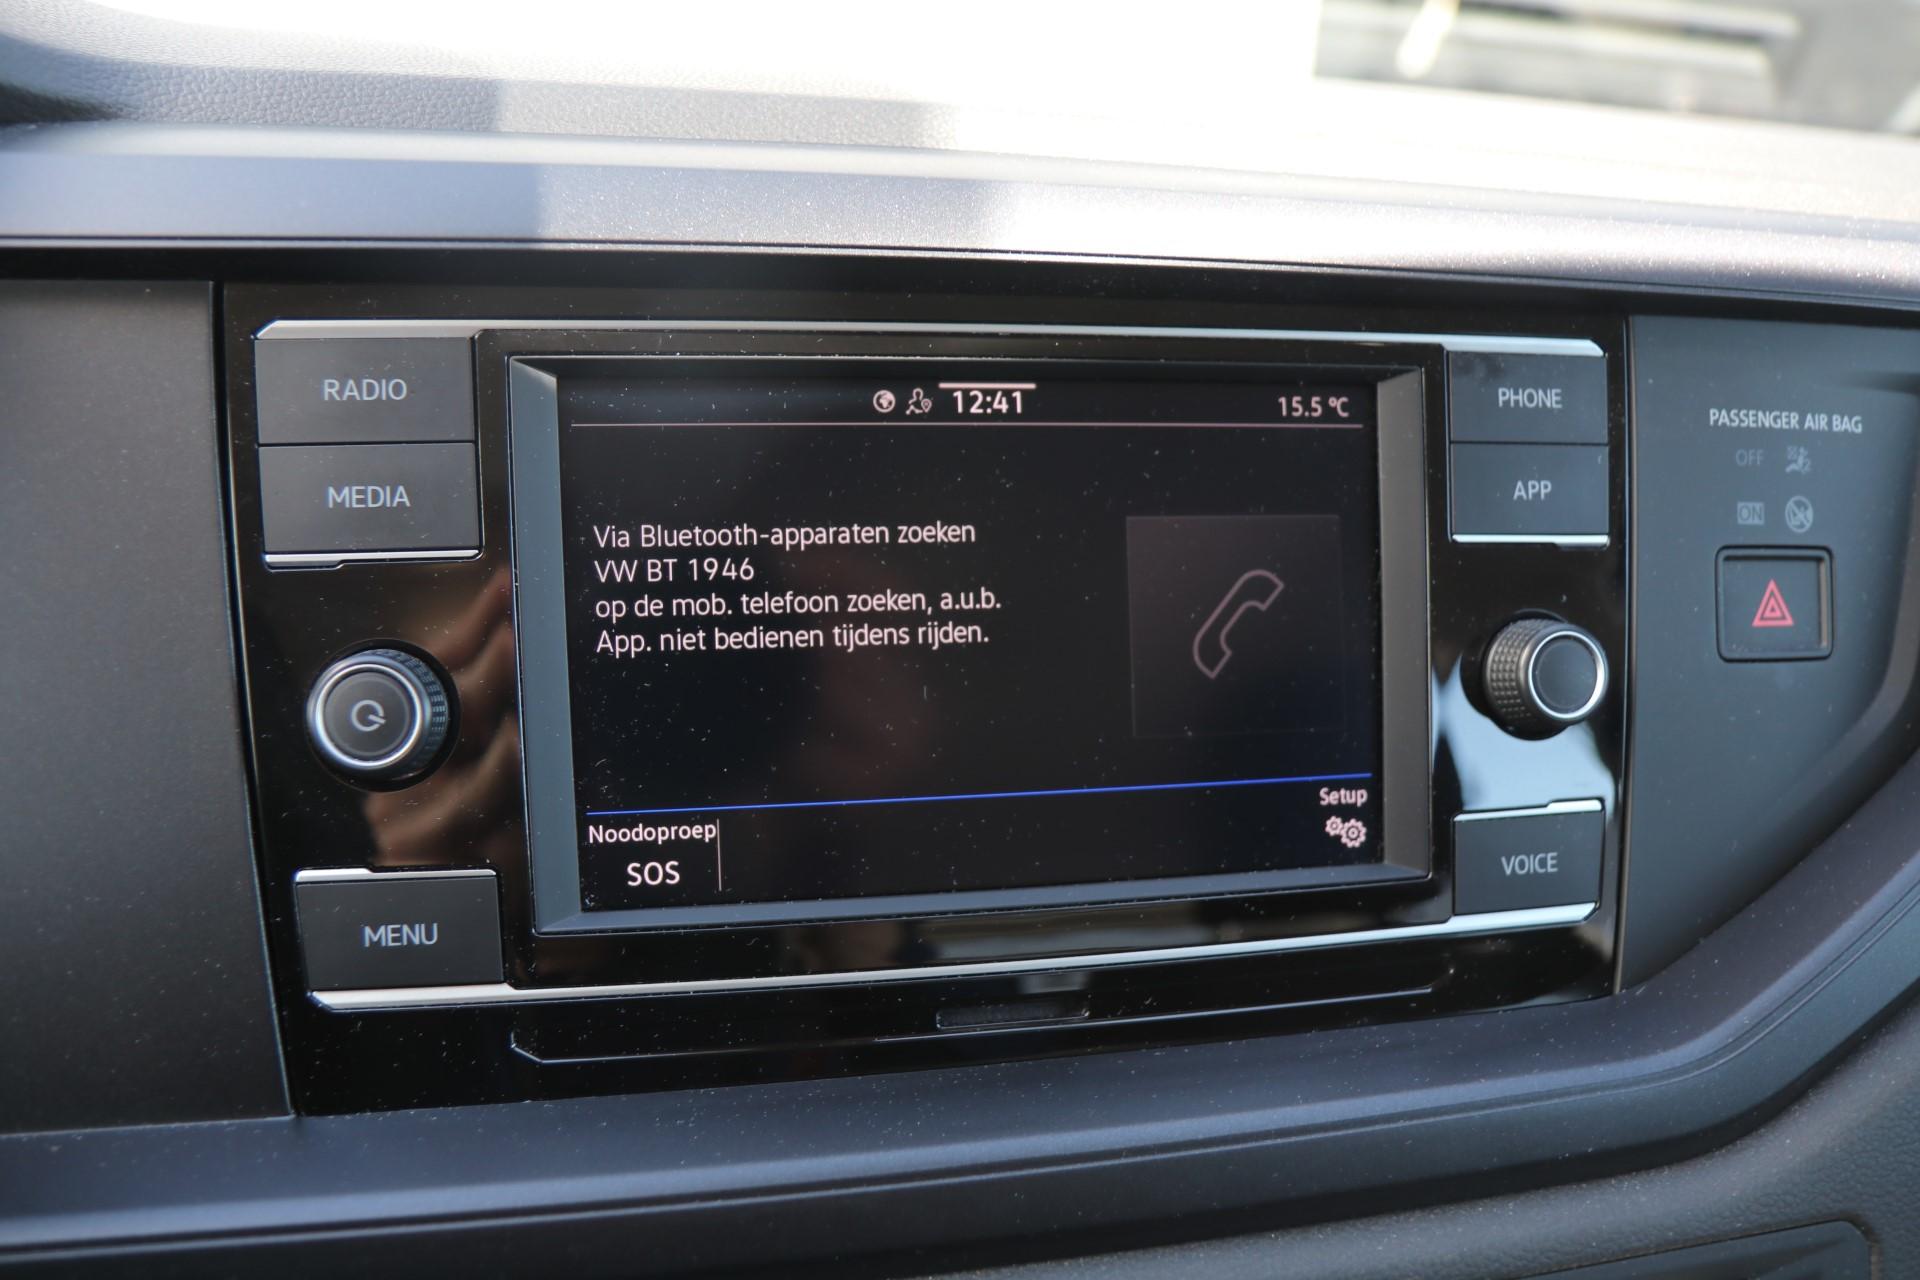 RADIO
MEDIA
MENU
12:41
15.5 °C
Via Bluetooth-apparaten zoeken
VW BT 1946
op de mob. telefoon zoeken, a.u.b.
App. niet bedienen tijdens rijden.
Setup
Noodoproep
SOS
PHONE
APP
VOICE
PASSENGER AIR BAG
OFF
ON